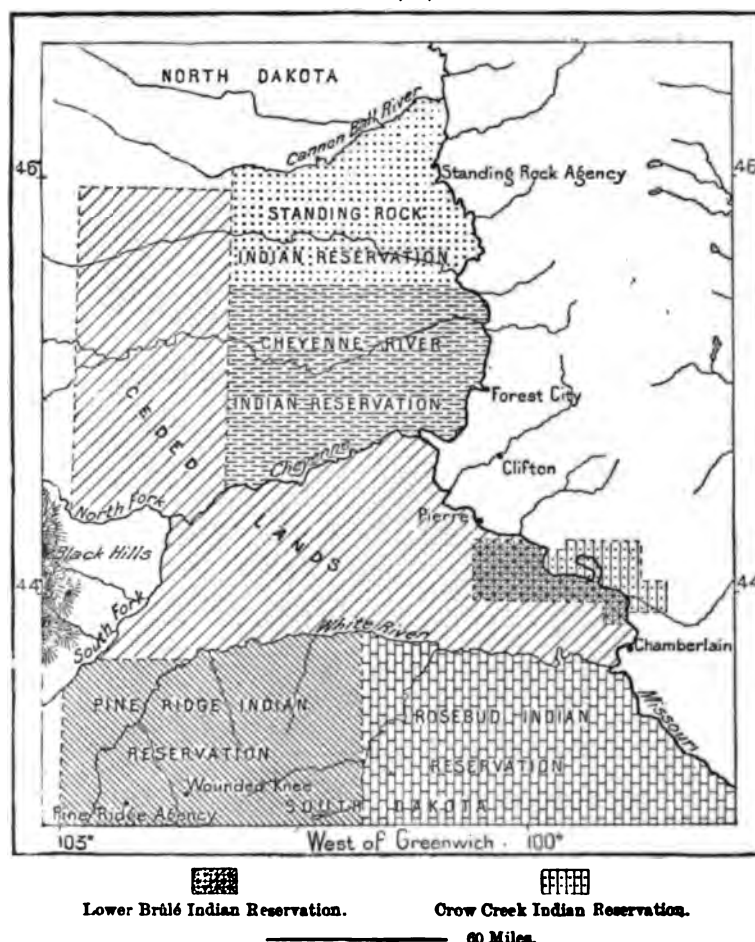 NORTH DAKOTA
Cannon Ball River
46
46
Standing Rock Agency
STANDING ROCK
INDIAN RESERVATION
CHEYENNE RIVER
INDIAN RESERVATION
Forest City
CEDED
Cheyenne
Clifton
North Fork
Pierre
LANDS
Black Hills
44
44
South Fork
White River
Chamberlain
PINE RIDGE INDIAN
RESERVATION
ROSEBUD INDIAN
RESERVATION
Missouri
Wounded Knee
SOUTH DAKOTA
Pine Ridge Agency
103°
West of Greenwich.
100°
Lower Brûlé Indian Reservation.
Crow Creek Indian Reservation.
60 Miles.